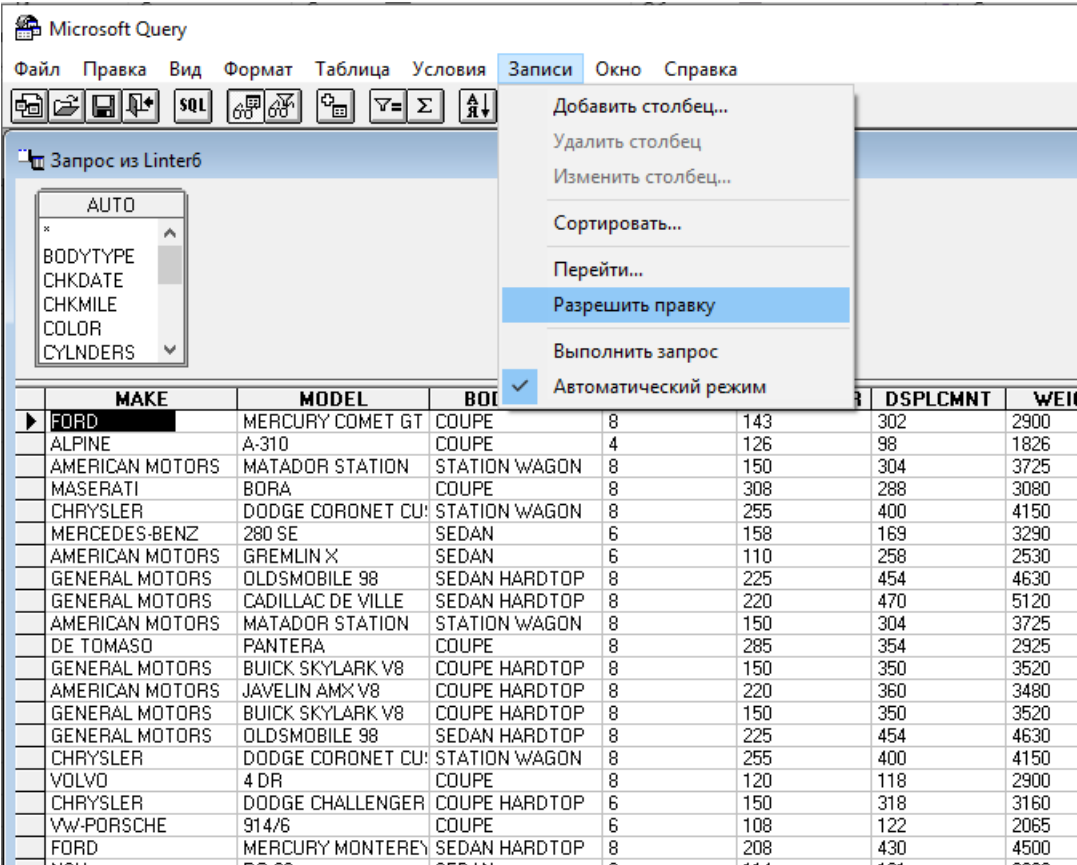 Microsoft Query
Файл Правка Вид Формат Таблица Условия Записи Окно Справка
SQL
Добавить столбец...
Удалить столбец
Изменить столбец...
Сортировать...
Перейти...
Разрешить правку
Выполнить запрос
Автоматический режим
Запрос из Linter6
AUTO
*
BODYTYPE
CHKDATE
CHKMILE
COLOR
CYLNDERS
MAKE MODEL DSPLCMNT
FORD MERCURY COMET GT COUPE 8 143 302 2900
ALPINE A-310 COUPE 4 126 98 1826
AMERICAN MOTORS MATADOR STATION STATION WAGON 8 150 304 3725
MASERATI BORA COUPE 8 308 288 3080
CHRYSLER DODGE CORONET STATION WAGON 8 255 400 4150
MERCEDES-BENZ 280 SE SEDAN 6 158 169 3290
AMERICAN MOTORS GREMLIN X SEDAN 6 110 258 2530
GENERAL MOTORS OLDSMOBILE 98 SEDAN HARDTOP 8 225 454 4630
GENERAL MOTORS CADILLAC DE VILLE SEDAN HARDTOP 8 220 470 5120
AMERICAN MOTORS MATADOR STATION STATION WAGON 8 150 304 3725
DE TOMASO PANTERA COUPE 8 285 354 2925
GENERAL MOTORS BUICK SKYLARK V8 COUPE HARDTOP 8 150 350 3520
AMERICAN MOTORS JAVELIN AMX V8 COUPE HARDTOP 8 220 360 3480
GENERAL MOTORS BUICK SKYLARK V8 COUPE HARDTOP 8 150 350 3520
GENERAL MOTORS OLDSMOBILE 98 SEDAN HARDTOP 8 225 454 4630
CHRYSLER DODGE CORONET STATION WAGON 8 255 400 4150
VOLVO 4 DR COUPE 8 120 118 2900
CHRYSLER DODGE CHALLENGER COUPE HARDTOP 6 150 318 3160
VW-PORSCHE 914/6 COUPE 6 108 122 2065
FORD MERCURY MONTEREY SEDAN HARDTOP 8 208 430 4500